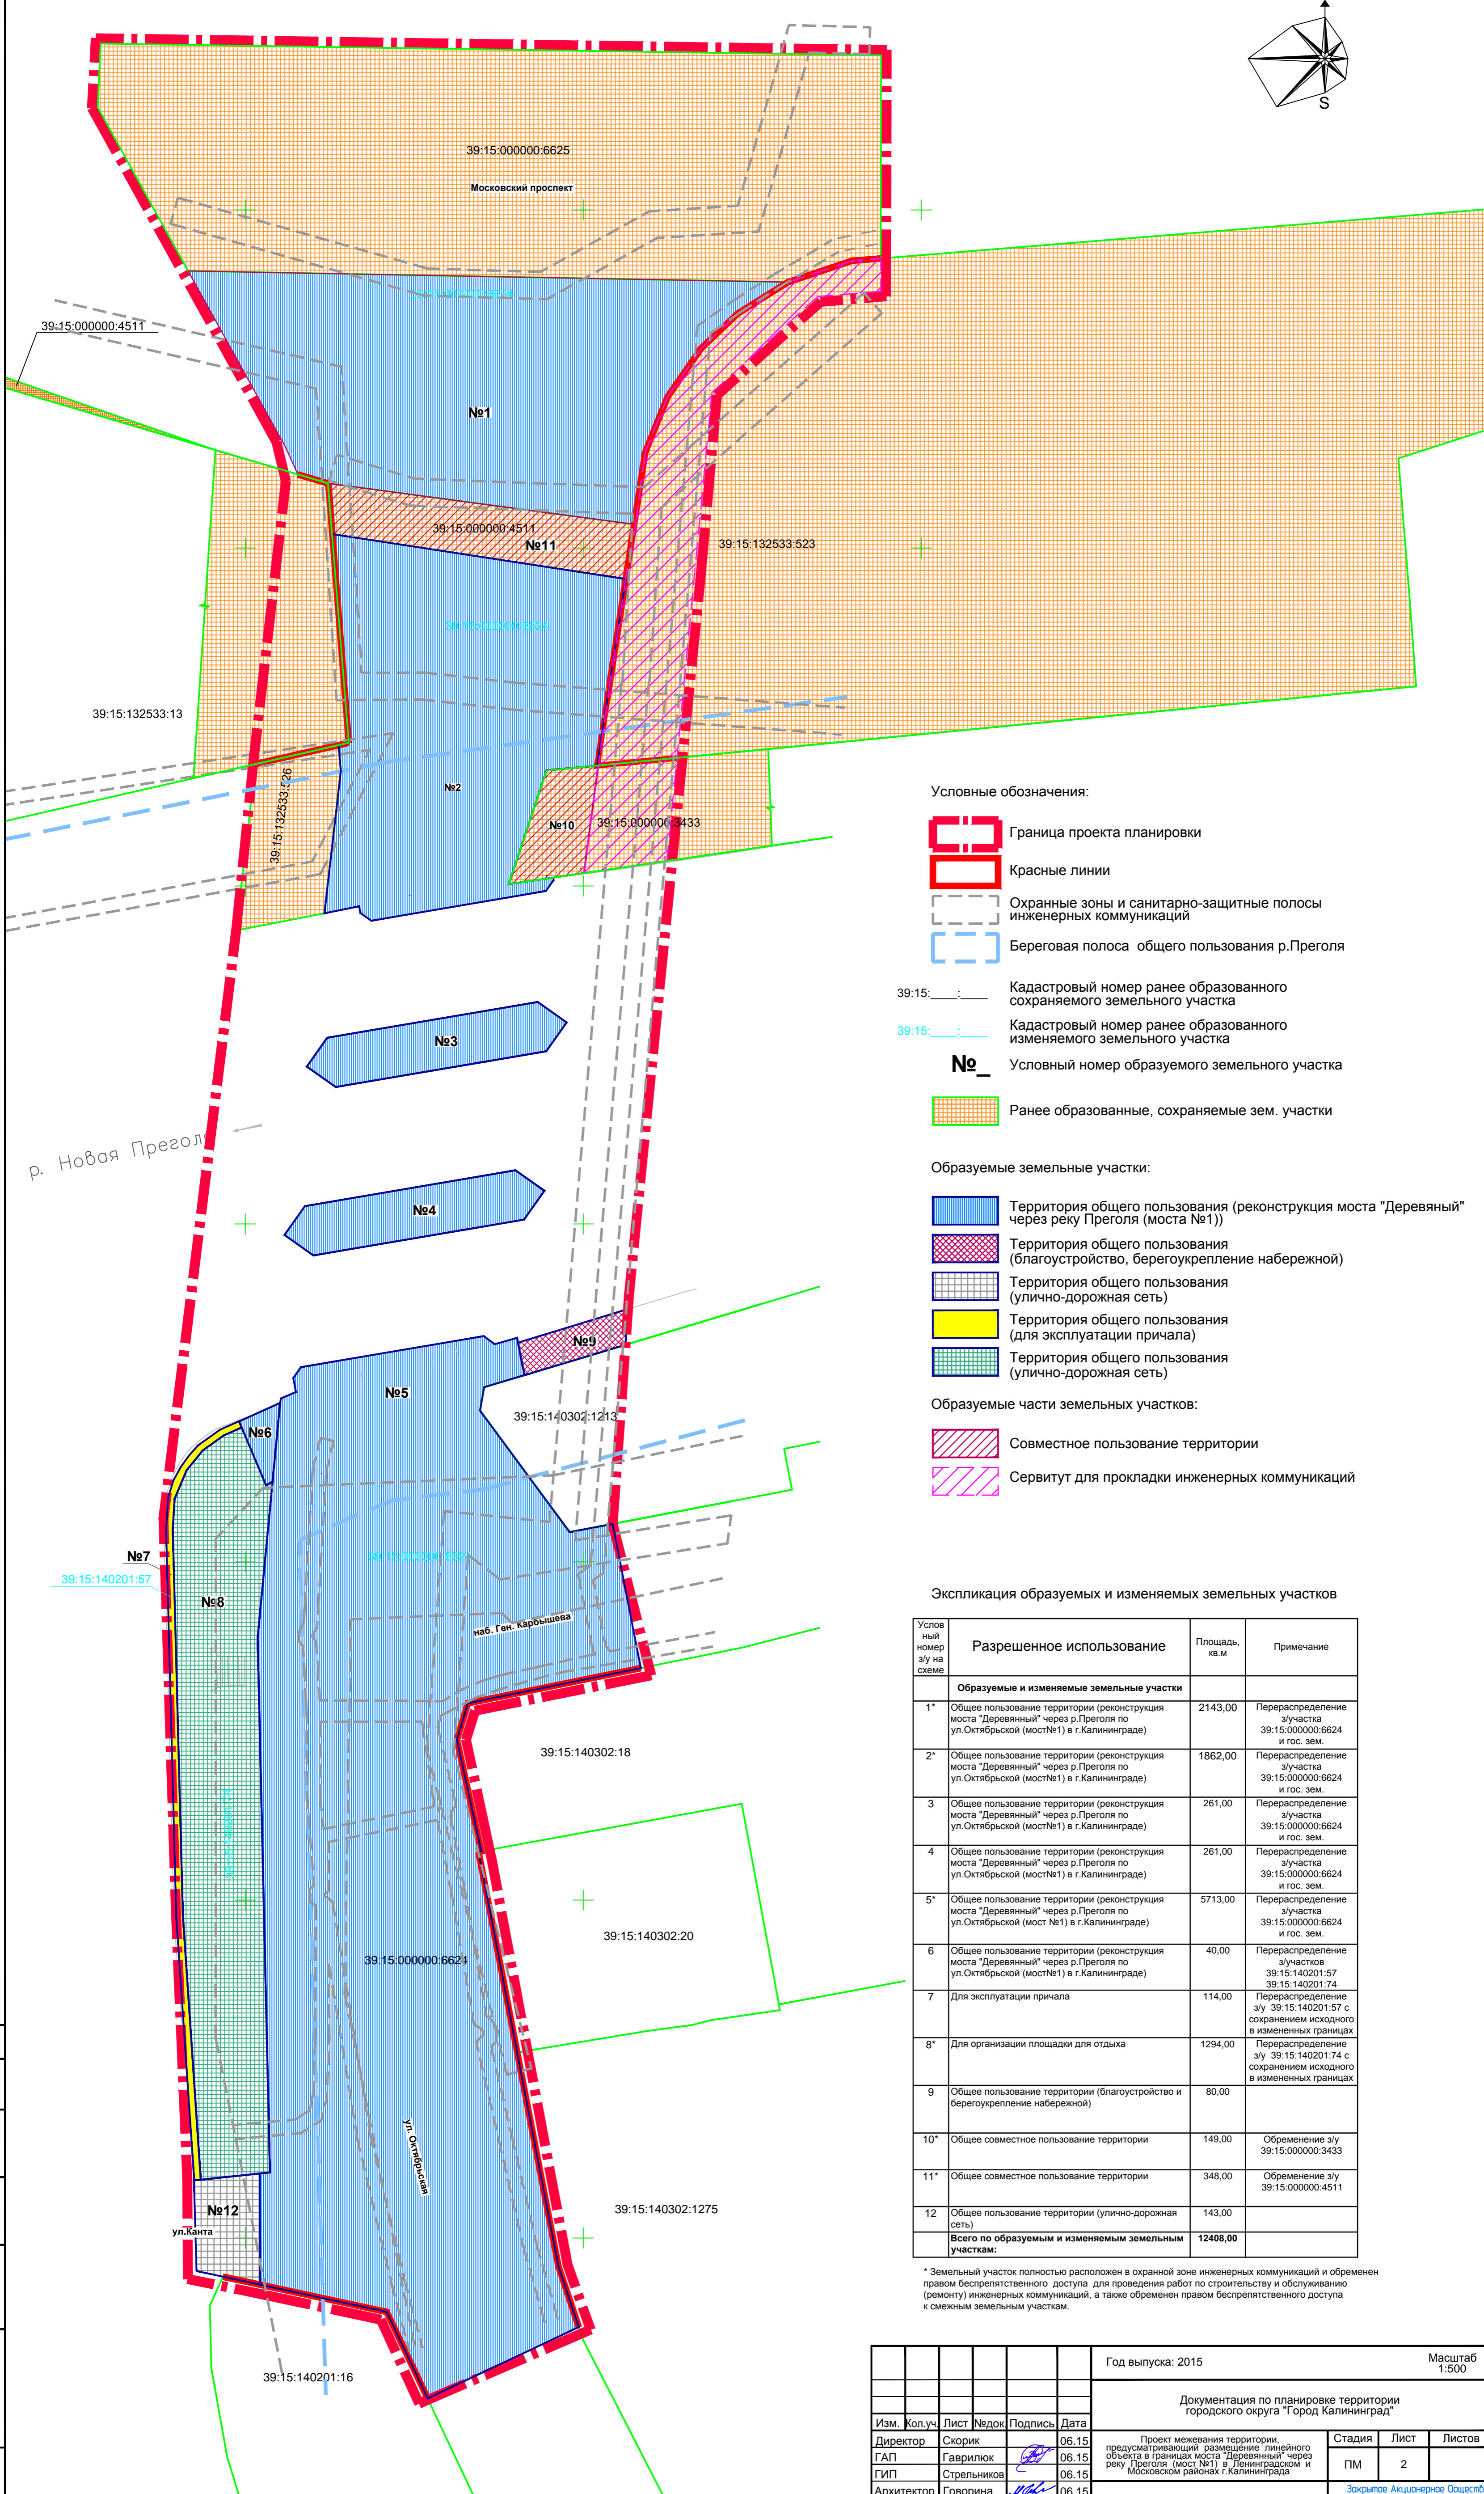 S
39:15:000000:6625
Московский проспект
39:15:000000:4511
№1
39:15:000000:4511
№11
39:15:132533:523
39:15:132533:13
39:15:132533:526
№2
№10
39:15:000000:3433
№3
р. Новая Преголя
№4
№9
№5
39:15:140302:1213
№6
№7
39:15:140201:57
№8
наб. Ген. Карбышева
39:15:140302:18
39:15:140302:20
39:15:000000:6624
ул. Октябрьская
39:15:140302:1275
№12
ул.Канта
39:15:140201:16
Условные обозначения:
Граница проекта планировки
Красные линии
Охранные зоны и санитарно-защитные полосы
инженерных коммуникаций
Береговая полоса общего пользования р.Преголя
39:15:____:____
Кадастровый номер ранее образованного
сохраняемого земельного участка
39:15:____:____
Кадастровый номер ранее образованного
изменяемого земельного участка
№_
Условный номер образуемого земельного участка
Ранее образованные, сохраняемые зем. участки
Образуемые земельные участки:
Территория общего пользования (реконструкция моста "Деревяный"
через реку Преголя (моста №1))
Территория общего пользования
(благоустройство, берегоукрепление набережной)
Территория общего пользования
(улично-дорожная сеть)
Территория общего пользования
(для эксплуатации причала)
Территория общего пользования
(улично-дорожная сеть)
Образуемые части земельных участков:
Совместное пользование территории
Сервитут для прокладки инженерных коммуникаций
Экспликация образуемых и изменяемых земельных участков
Услов
ный
номер
з/у на
схеме
Разрешенное использование
Площадь,
кв.м
Примечание
Образуемые и изменяемые земельные участки
1*
Общее пользование территории (реконструкция
моста "Деревянный" через р.Преголя по
ул.Октябрьской (мост№1) в г.Калининграде)
2143,00
Перераспределение
з/участка
39:15:000000:6624
и гос. зем.
2*
Общее пользование территории (реконструкция
моста "Деревянный" через р.Преголя по
ул.Октябрьской (мост№1) в г.Калининграде)
1862,00
Перераспределение
з/участка
39:15:000000:6624
и гос. зем.
3
Общее пользование территории (реконструкция
моста "Деревянный" через р.Преголя по
ул.Октябрьской (мост№1) в г.Калининграде)
261,00
Перераспределение
з/участка
39:15:000000:6624
и гос. зем.
4
Общее пользование территории (реконструкция
моста "Деревянный" через р.Преголя по
ул.Октябрьской (мост№1) в г.Калининграде)
261,00
Перераспределение
з/участка
39:15:000000:6624
и гос. зем.
5*
Общее пользование территории (реконструкция
моста "Деревянный" через р.Преголя по
ул.Октябрьской (мост №1) в г.Калининграде)
5713,00
Перераспределение
з/участка
39:15:000000:6624
и гос. зем.
6
Общее пользование территории (реконструкция
моста "Деревянный" через р.Преголя по
ул.Октябрьской (мост№1) в г.Калининграде)
40,00
Перераспределение
з/участков
39:15:140201:57
39:15:140201:74
7
Для эксплуатации причала
114,00
Перераспределение
з/у 39:15:140201:57 с
сохранением исходного
в измененных границах
8*
Для организации площадки для отдыха
1294,00
Перераспределение
з/у 39:15:140201:74 с
сохранением исходного
в измененных границах
9
Общее пользование территории (благоустройство и
берегоукрепление набережной)
80,00
10*
Общее совместное пользование территории
149,00
Обременение з/у
39:15:000000:3433
11*
Общее совместное пользование территории
348,00
Обременение з/у
39:15:000000:4511
12
Общее пользование территории (улично-дорожная
сеть)
143,00
Всего по образуемым и изменяемым земельным
участкам:
12408,00
* Земельный участок полностью расположен в охранной зоне инженерных коммуникаций и обременен
правом беспрепятственного доступа для проведения работ по строительству и обслуживанию
(ремонту) инженерных коммуникаций, а также обременен правом беспрепятственного доступа
к смежным земельным участкам.
Год выпуска: 2015
Масштаб
1:500
Документация по планировке территории
городского округа "Город Калининград"
Изм. Кол.уч. Лист №док Подпись Дата
Директор Скорик 06.15
ГАП Гаврилюк 06.15
ГИП Стрельников 06.15
Архитектор Говорина 06.15
Проект межевания территории,
предусматривающий размещение линейного
объекта в границах моста "Деревянный" через
реку Преголя (мост №1) в Ленинградском и
Московском районах г.Калининграда
Стадия Лист Листов
ПМ 2
Закрытое Акционерное